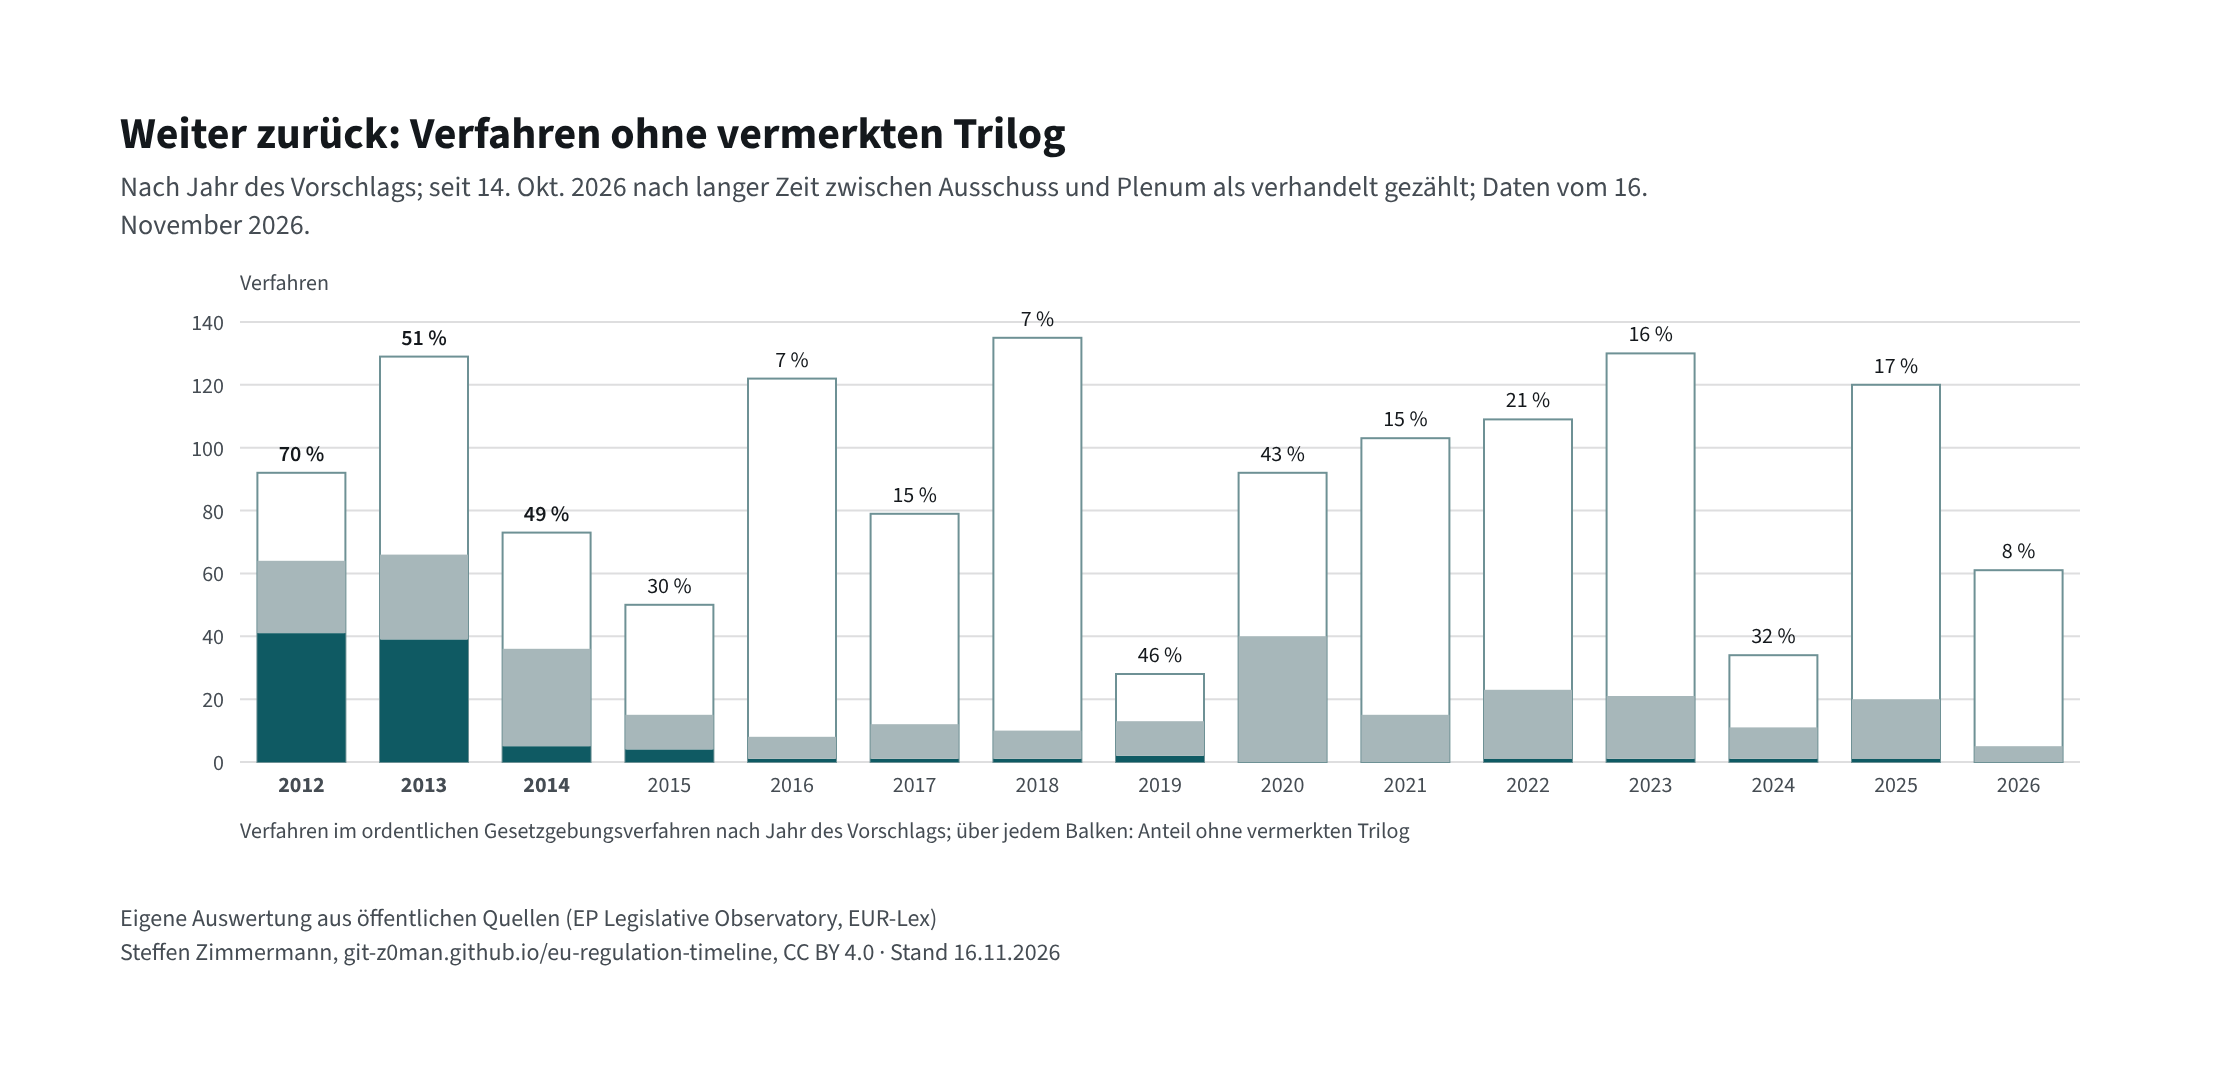 Weiter zurück: Verfahren ohne vermerkten Trilog
Nach Jahr des Vorschlags; seit 14. Okt. 2026 nach langer Zeit zwischen Ausschuss und Plenum als verhandelt gezählt; Daten vom 16.
November 2026.
Verfahren
140
120
100
80
60
40
20
0
70 %
51 %
49 %
30 %
7 %
15 %
7 %
46 %
43 %
15 %
21 %
16 %
32 %
17 %
8 %
2012 2013 2014 2015 2016 2017 2018 2019 2020 2021 2022 2023 2024 2025 2026
Verfahren im ordentlichen Gesetzgebungsverfahren nach Jahr des Vorschlags; über jedem Balken: Anteil ohne vermerkten Trilog
Eigene Auswertung aus öffentlichen Quellen (EP Legislative Observatory, EUR-Lex)
Steffen Zimmermann, git-z0man.github.io/eu-regulation-timeline, CC BY 4.0 · Stand 16.11.2026